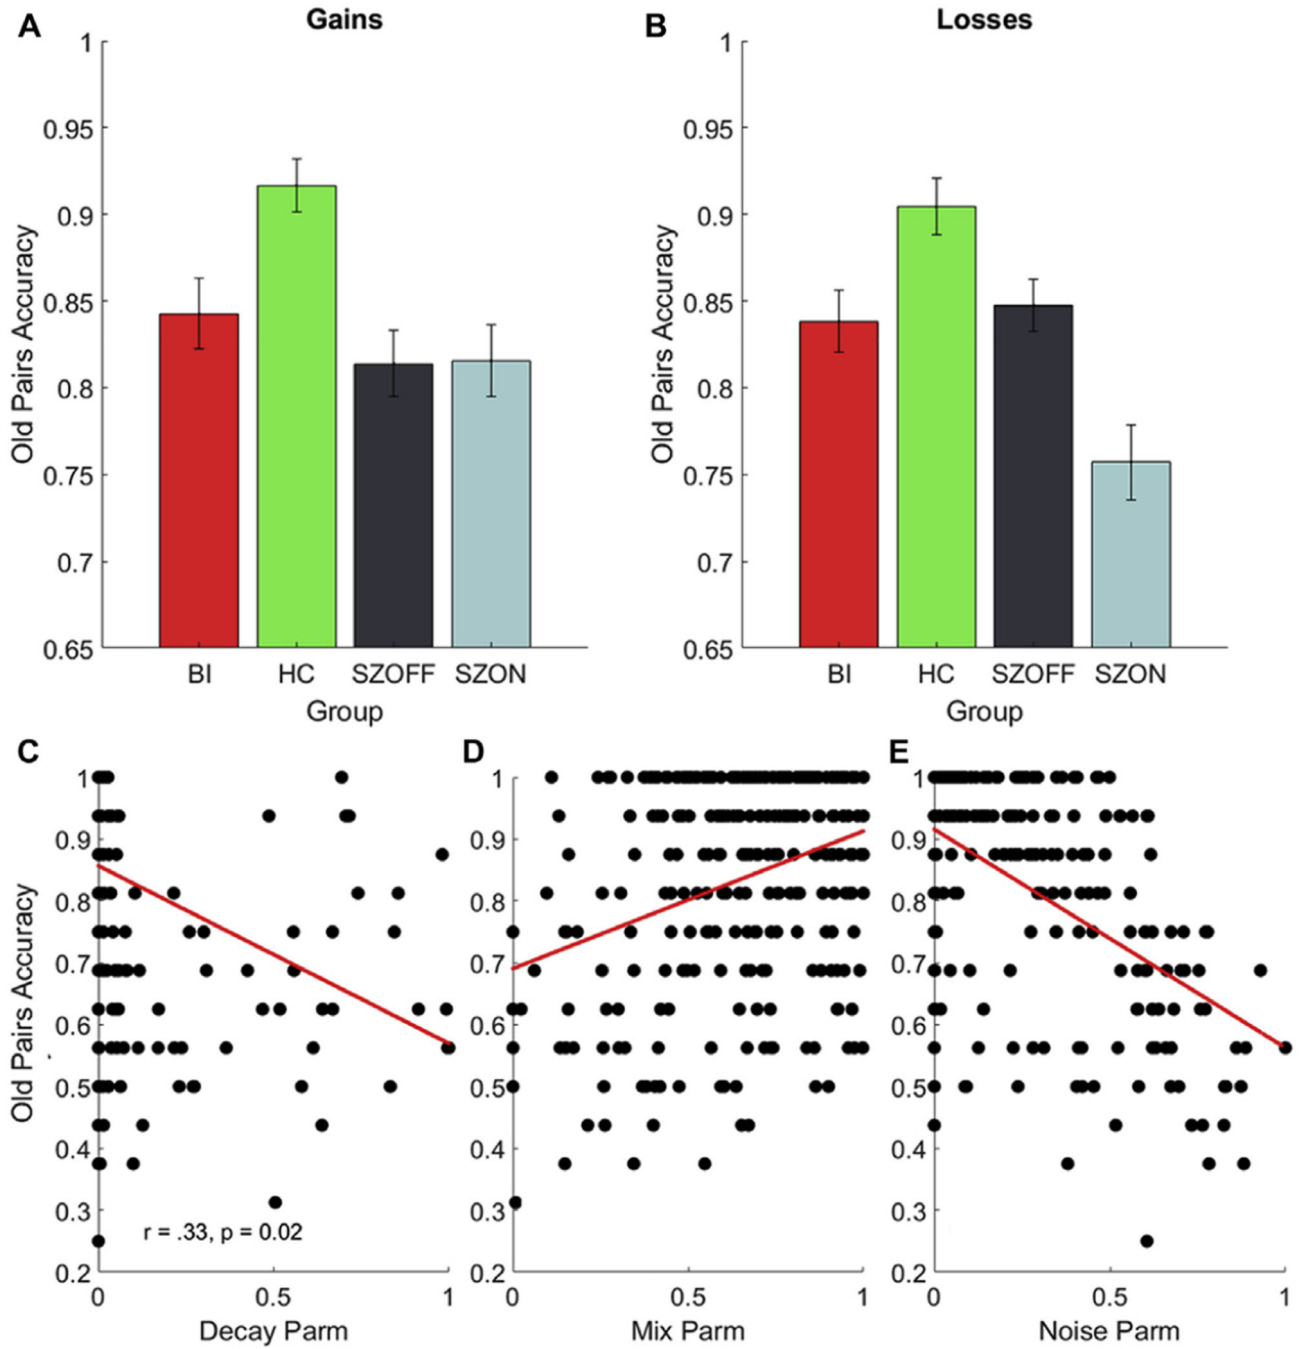 A
Gains
B
Losses
1
0.95
0.9
0.85
0.8
0.75
0.7
0.65
Old Pairs Accuracy
BI HC SZOFF SZON
Group
1
0.95
0.9
0.85
0.8
0.75
0.7
0.65
Old Pairs Accuracy
BI HC SZOFF SZON
Group
C
1
0.9
0.8
0.7
0.6
0.5
0.4
0.3
0.2
Old Pairs Accuracy
r = .33, p = 0.02
0 0.5 1
Decay Parm
D
1
0.9
0.8
0.7
0.6
0.5
0.4
0.3
0.2
0 0.5 1
Mix Parm
E
1
0.9
0.8
0.7
0.6
0.5
0.4
0.3
0.2
0 0.5 1
Noise Parm